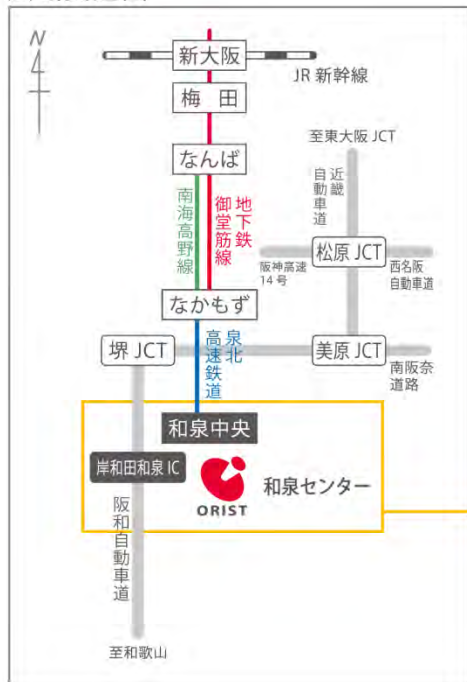 N
新大阪
JR 新幹線
梅 田
至東大阪 JCT
なんば
近畿
自動車道
南海高野線
地下鉄
御堂筋線
阪神高速
14 号
松原 JCT
西名阪
自動車道
なかもず
堺 JCT
泉北
高速鉄道
美原 JCT
南阪奈
道路
和泉中央
岸和田和泉 IC
ORIST
和泉センター
阪和自動車道
至和歌山